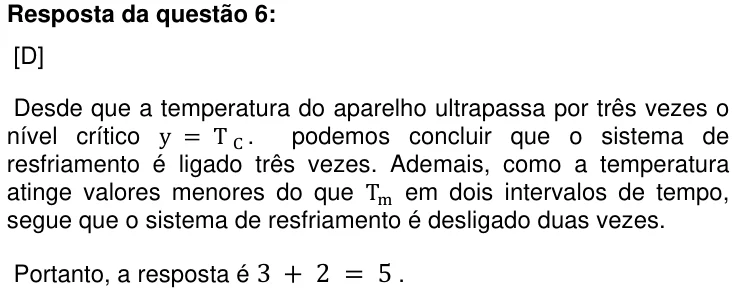 Resposta da questão 6:
[D]
Desde que a temperatura do aparelho ultrapassa por três vezes o
nível crítico y = T C . podemos concluir que o sistema de
resfriamento é ligado três vezes. Ademais, como a temperatura
atinge valores menores do que Tm em dois intervalos de tempo,
segue que o sistema de resfriamento é desligado duas vezes.
Portanto, a resposta é 3 + 2 = 5 .